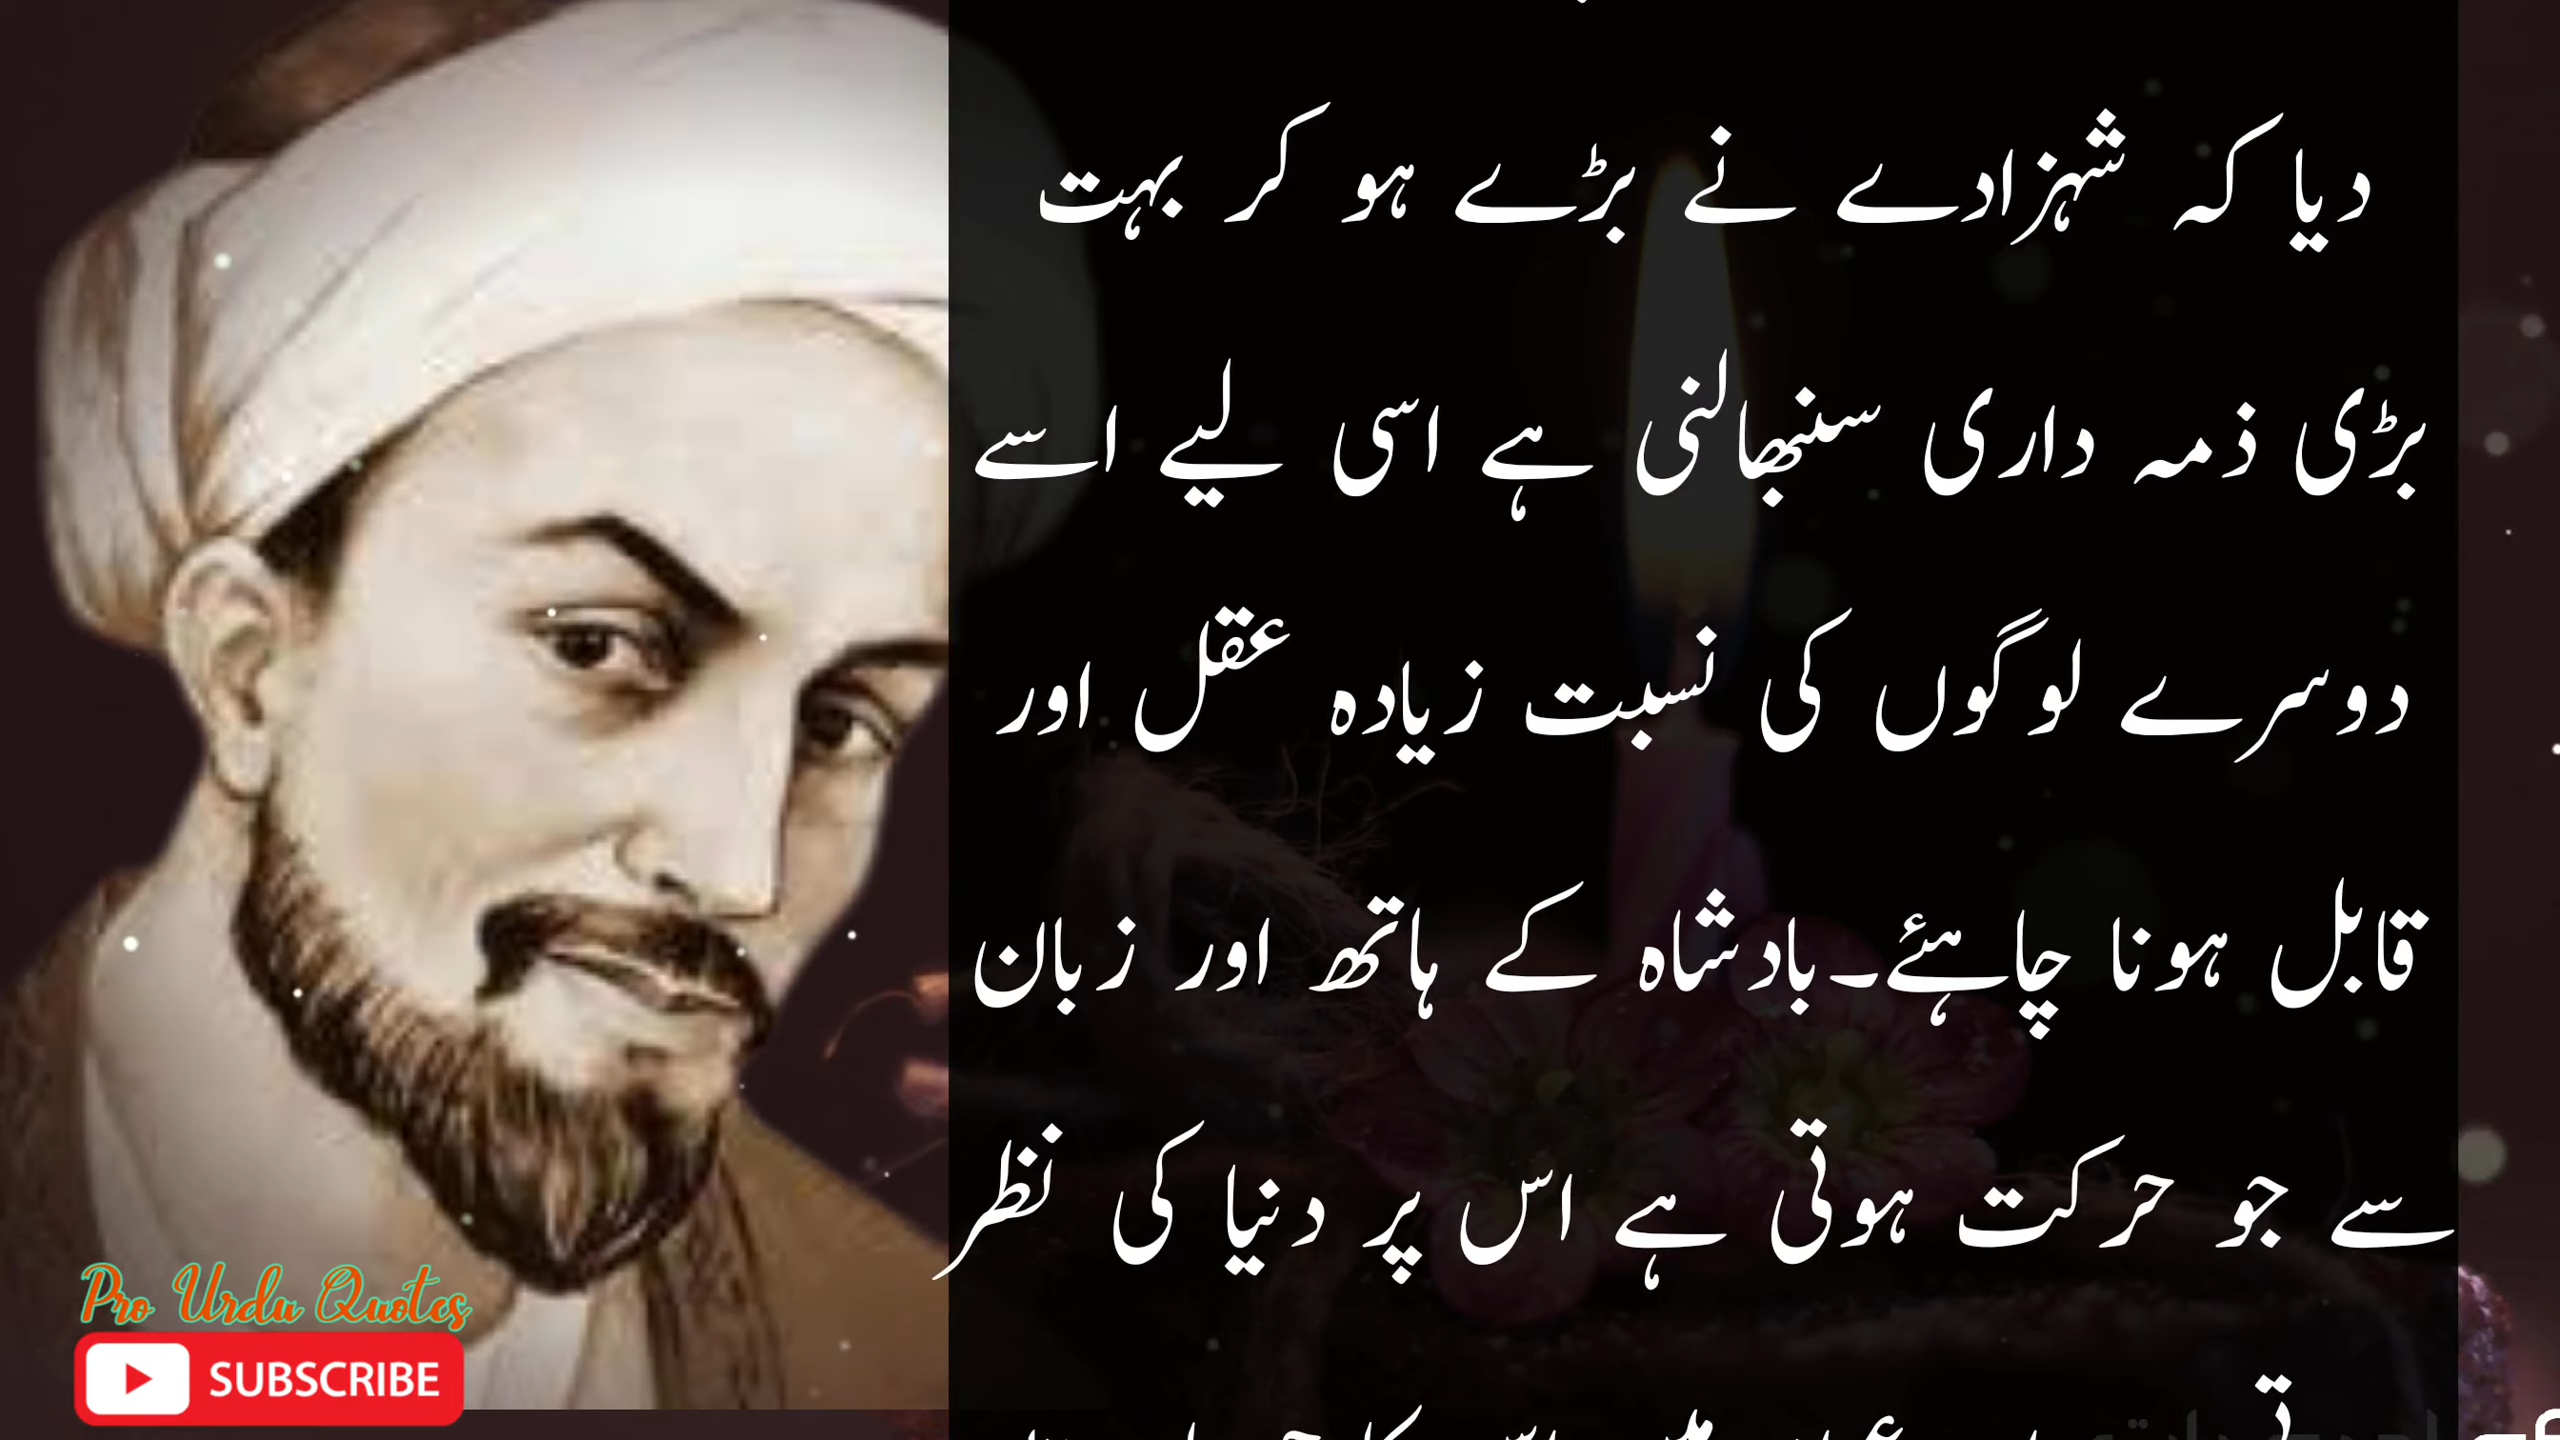 دیا کہ شہزادے نے بڑے ہو کر بہت
بڑی ذمہ داری سنبھالنی ہے اسی لیے اسے
دوسرے لوگوں کی نسبت زیادہ عقل اور
قابل ہونا چاہئے۔بادشاہ کے ہاتھ اور زبان
سے جو حرکت ہوتی ہے اس پر دنیا کی نظر
Pro Urdu Quotes
SUBSCRIBE